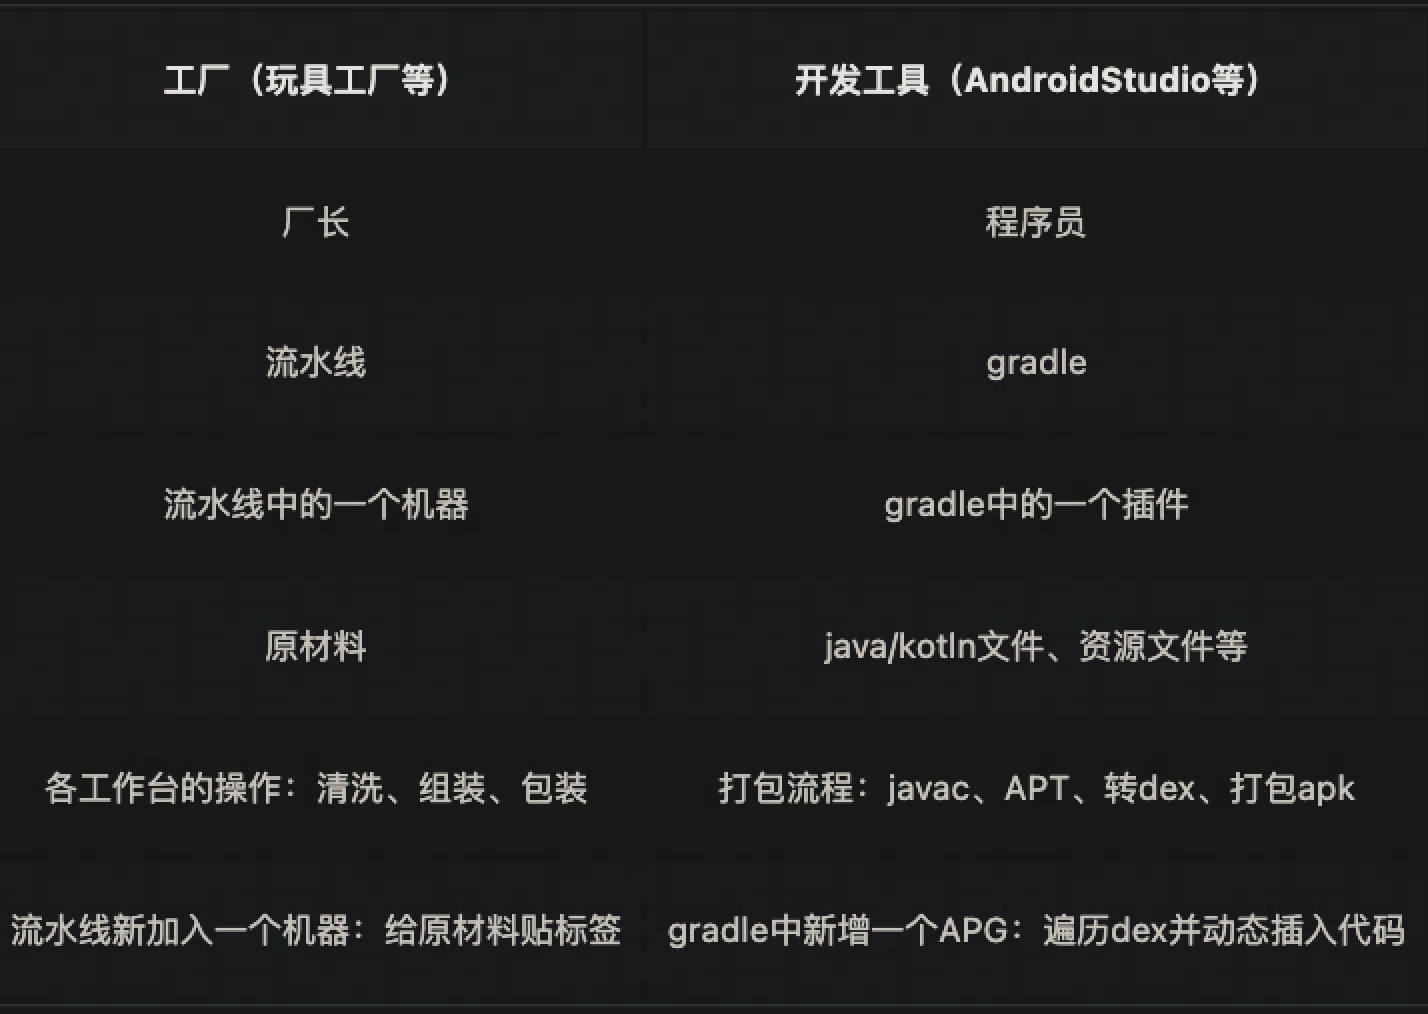 工厂（玩具工厂等） 开发工具（AndroidStudio等）
厂长 程序员
流水线 gradle
流水线中的一个机器 gradle中的一个插件
原材料 java/kotln文件、资源文件等
各工作台的操作：清洗、组装、包装 打包流程：javac、APT、转dex、打包apk
流水线新加入一个机器：给原材料贴标签 gradle中新增一个APG：遍历dex并动态插入代码